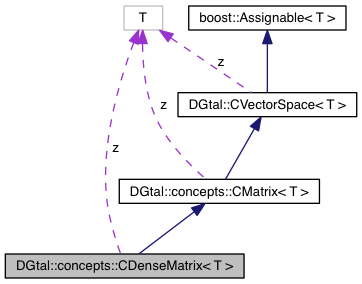 T
boost::Assignable< T >
z
DGtal::CVectorSpace< T >
z
z
DGtal::concepts::CMatrix< T >
DGtal::concepts::CDenseMatrix< T >